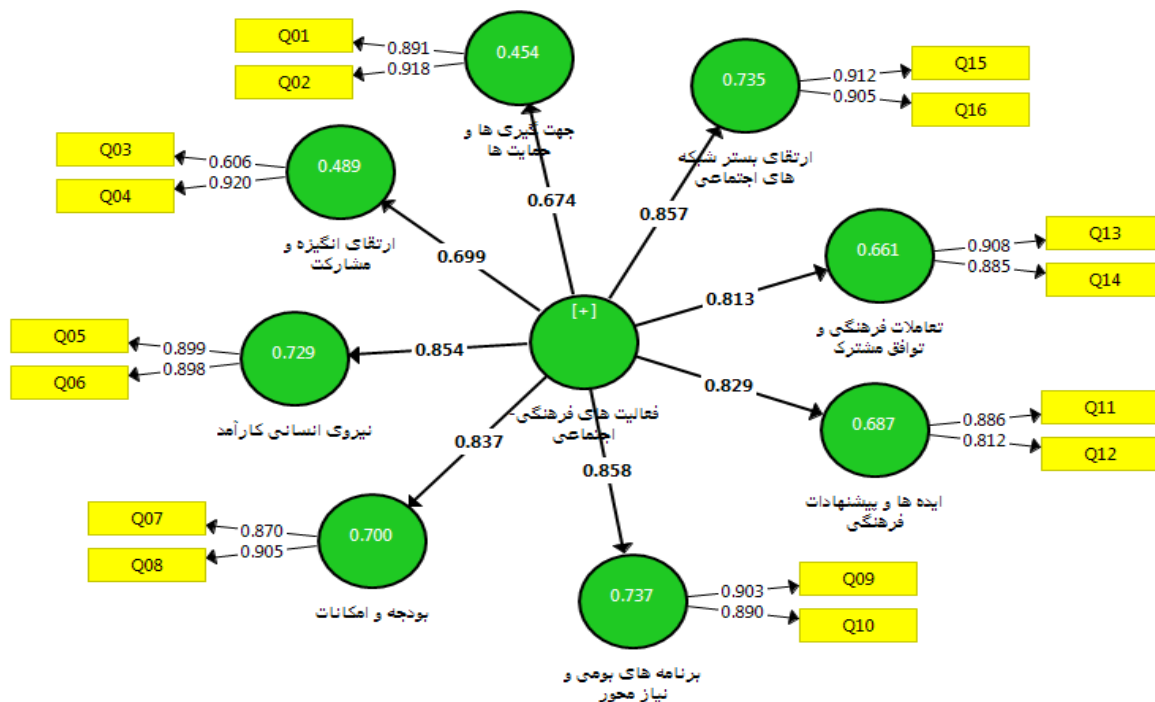 Q01
0.891
Q02
0.918
0.454
جهت گیری ها و
حمایت ها
0.674
Q15
0.912
Q16
0.905
0.735
ارتقای بستر شبکه
های اجتماعی
0.857
Q03
0.606
Q04
0.920
0.489
ارتقای انگیزه و
مشارکت
0.699
Q13
0.908
Q14
0.885
0.661
تعاملات فرهنگی و
توافق مشترک
0.813
[+]
فعالیت های فرهنگی-
اجتماعی
Q05
0.899
Q06
0.898
0.729
نیروی انسانی کارآمد
0.854
Q11
0.886
Q12
0.812
0.687
ایده ها و پیشنهادات
فرهنگی
0.829
Q07
0.870
Q08
0.905
0.700
بودجه و امکانات
0.837
Q09
0.903
Q10
0.890
0.737
برنامه های بومی و
نیاز محور
0.858